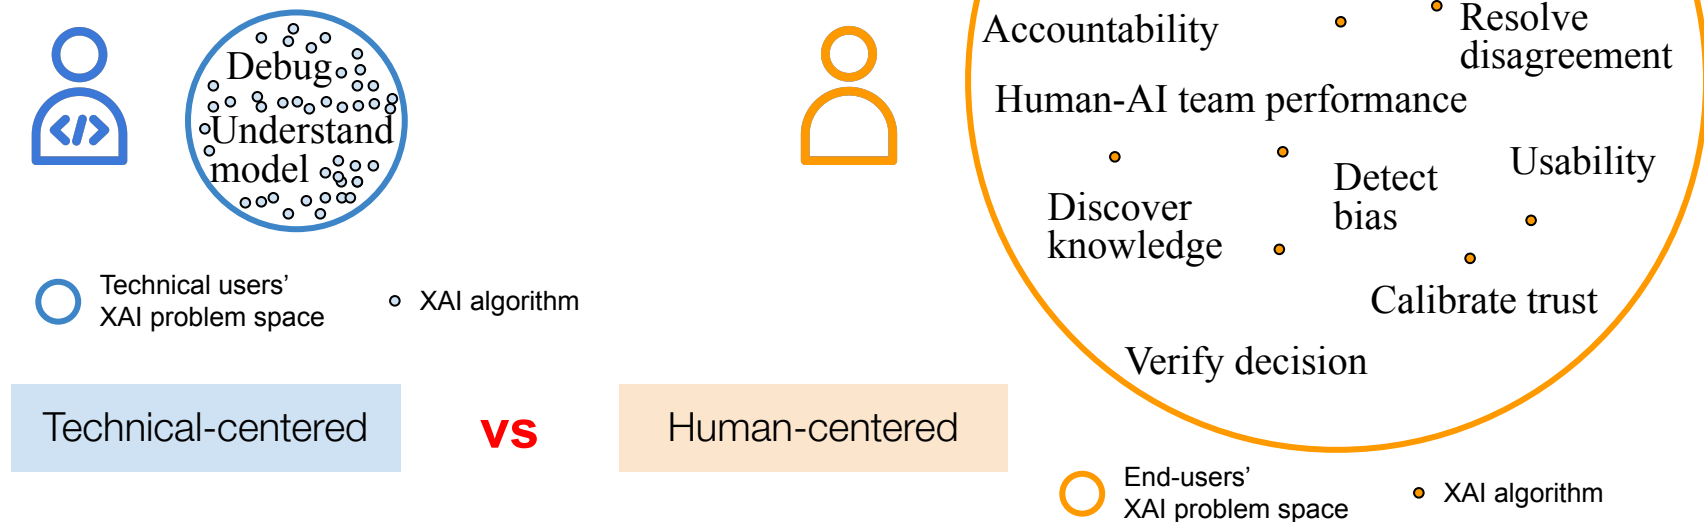 Debug
Understand
model
</>
Technical users’
XAI problem space
XAI algorithm
Technical-centered
vs
Human-centered
Accountability
Resolve
disagreement
Human-AI team performance
Usability
Detect
bias
Discover
knowledge
Calibrate trust
Verify decision
End-users’
XAI problem space
XAI algorithm